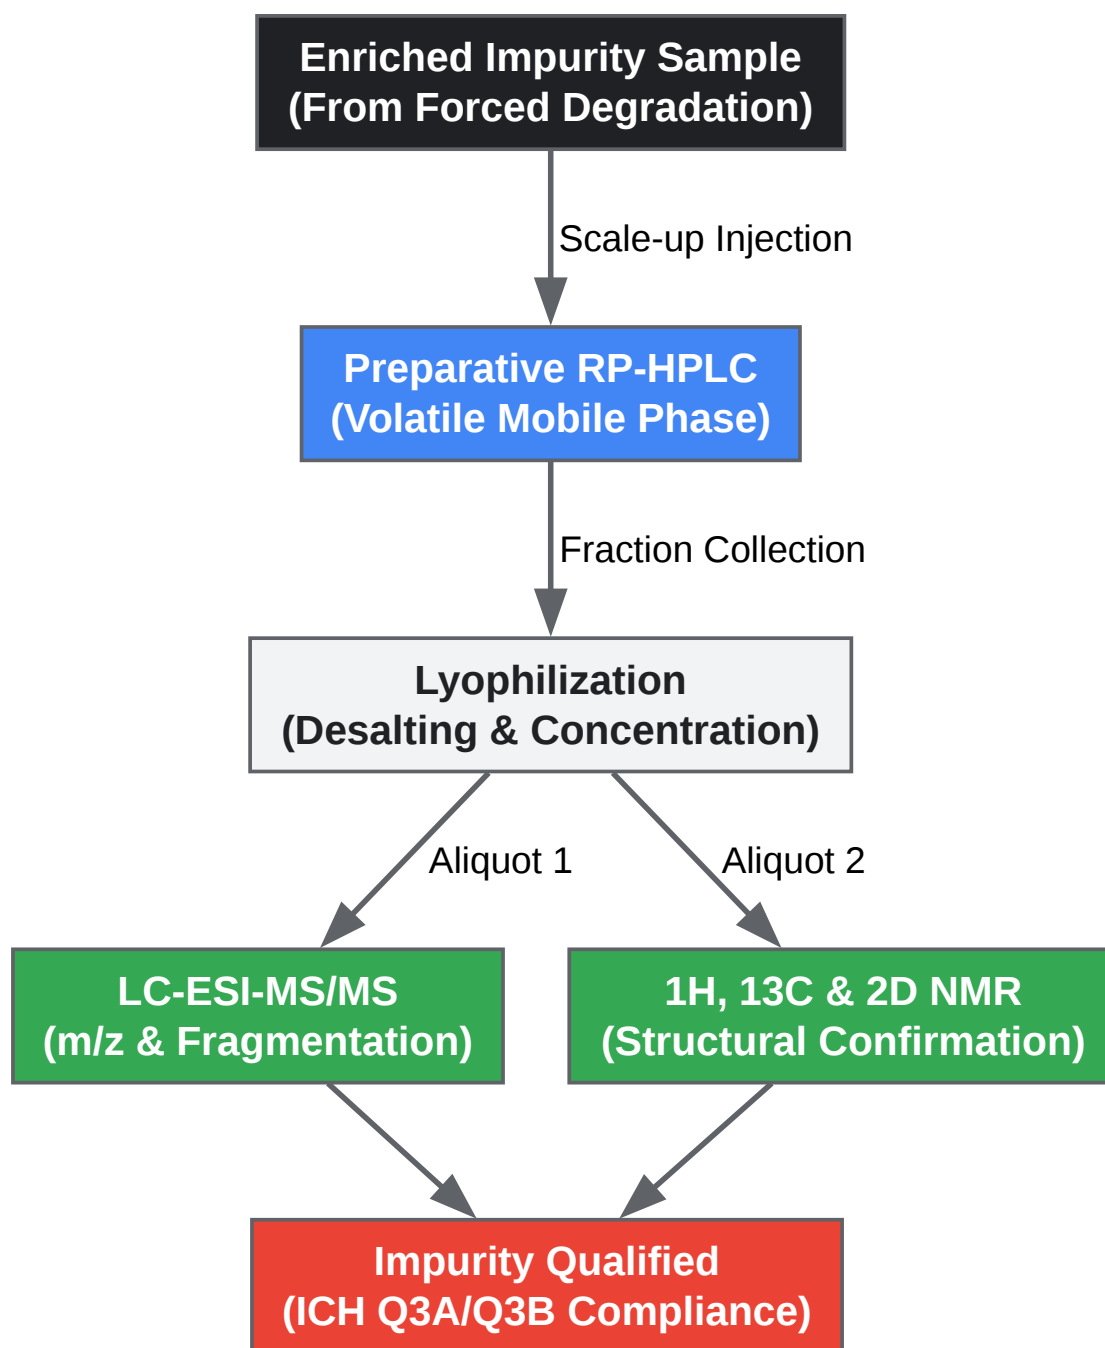 Enriched Impurity Sample
(From Forced Degradation)
Scale-up Injection
Preparative RP-HPLC
(Volatile Mobile Phase)
Fraction Collection
Lyophilization
(Desalting & Concentration)
Aliquot 1
Aliquot 2
LC-ESI-MS/MS
(m/z & Fragmentation)
1H, 13C & 2D NMR
(Structural Confirmation)
Impurity Qualified
(ICH Q3A/Q3B Compliance)